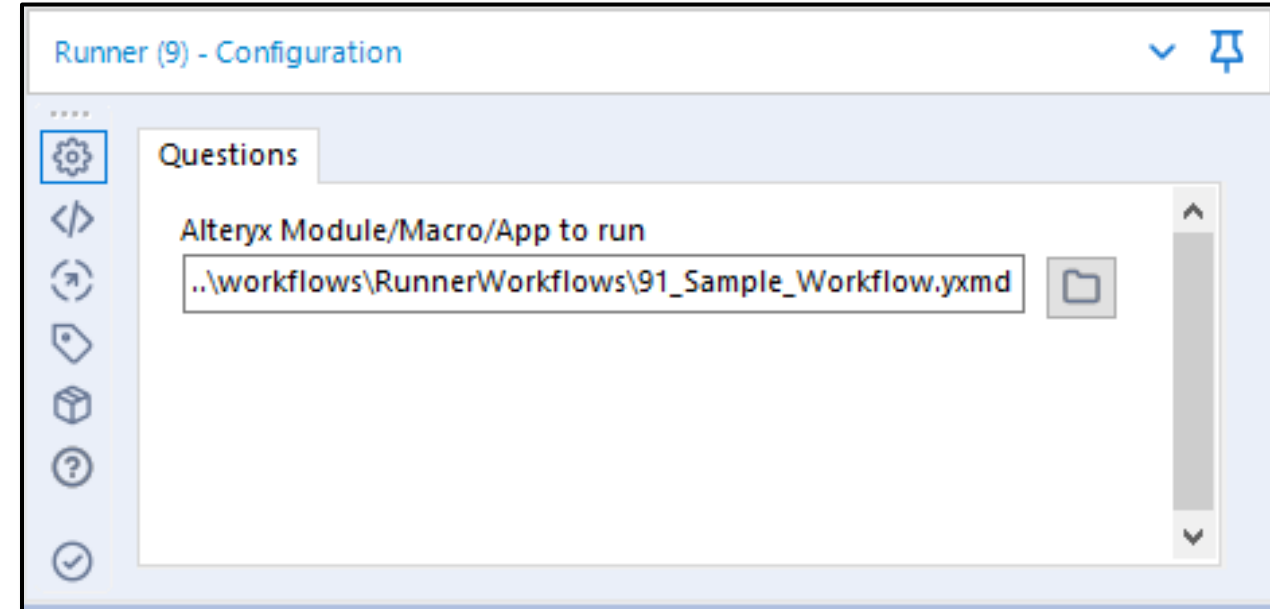 Runner (9) - Configuration
Questions
Alteryx Module/Macro/App to run
..\workflows\RunnerWorkflows\91_Sample_Workflow.yxmd